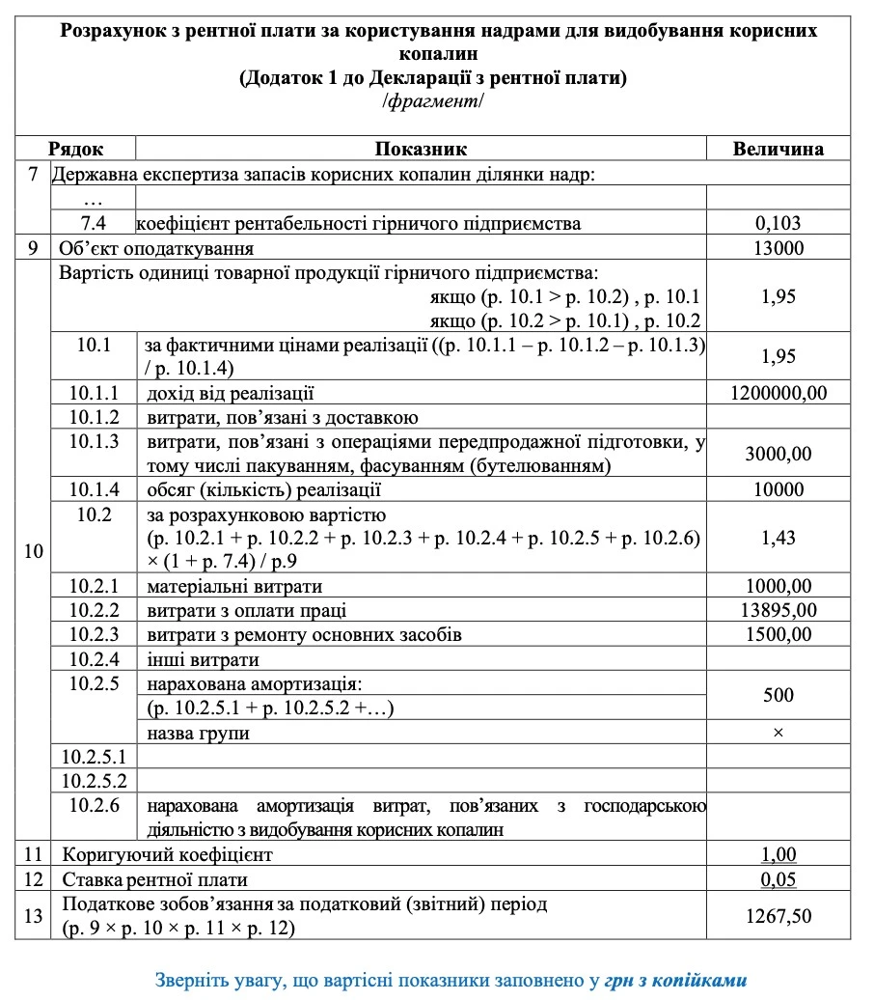 Розрахунок з рентної плати за користування надрами для видобування корисних
копалин
(Додаток 1 до Декларації з рентної плати)
/фрагмент/
Рядок Показник Величина
7 Державна експертиза запасів корисних копалин ділянки надр:
…
7.4 коефіцієнт рентабельності гірничого підприємства 0,103
9 Об’єкт оподаткування 13000
Вартість одиниці товарної продукції гірничого підприємства:
якщо (р. 10.1 > р. 10.2) , р. 10.1 1,95
якщо (р. 10.2 > р. 10.1) , р. 10.2
10.1 за фактичними цінами реалізації ((р. 10.1.1 – р. 10.1.2 – р. 10.1.3)
/ р. 10.1.4) 1,95
10.1.1 дохід від реалізації 1200000,00
10.1.2 витрати, пов’язані з доставкою
10.1.3 витрати, пов’язані з операціями передпродажної підготовки, у
тому числі пакуванням, фасуванням (бутелюванням) 3000,00
10.1.4 обсяг (кількість) реалізації 10000
10.2 за розрахунковою вартістю
(р. 10.2.1 + р. 10.2.2 + р. 10.2.3 + р. 10.2.4 + р. 10.2.5 + р. 10.2.6) 1,43
10 × (1 + р. 7.4) / р.9
10.2.1 матеріальні витрати 1000,00
10.2.2 витрати з оплати праці 13895,00
10.2.3 витрати з ремонту основних засобів 1500,00
10.2.4 інші витрати
10.2.5 нарахована амортизація: 500
(р. 10.2.5.1 + р. 10.2.5.2 +…)
назва групи ×
10.2.5.1
10.2.5.2
10.2.6 нарахована амортизація витрат, пов’язаних з господарською
діяльністю з видобування корисних копалин
11 Коригуючий коефіцієнт 1,00
12 Ставка рентної плати 0,05
13 Податкове зобов’язання за податковий (звітний) період
(р. 9 × р. 10 × р. 11 × р. 12) 1267,50
Зверніть увагу, що вартісні показники заповнено у грн з копійками